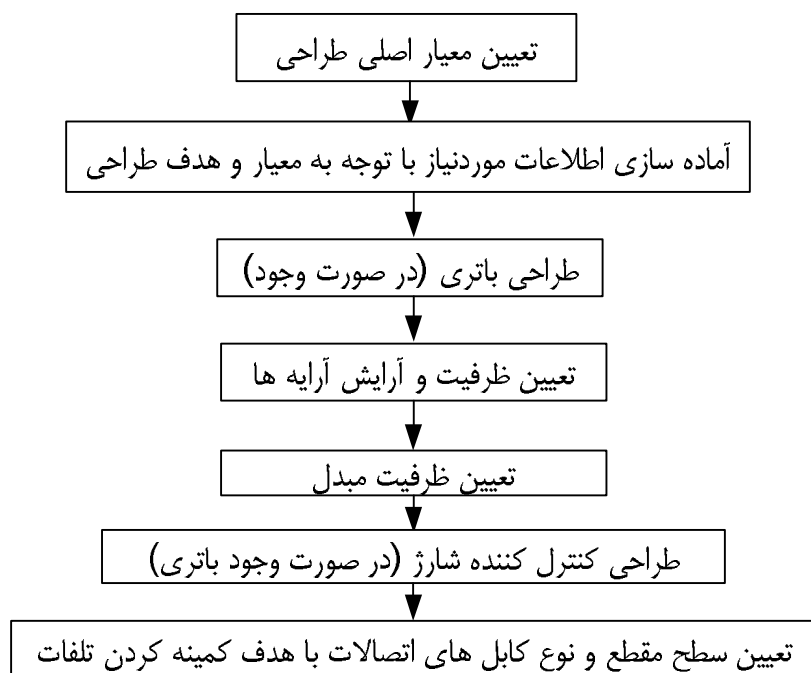 تعیین معیار اصلی طراحی
آماده سازی اطلاعات موردنیاز با توجه به معیار و هدف طراحی
طراحی باتری (در صورت وجود)
تعیین ظرفیت و آرایش آرایه ها
تعیین ظرفیت مبدل
طراحی کنترل کننده شارژ (در صورت وجود باتری)
تعیین سطح مقطع و نوع کابل های اتصالات با هدف کمینه کردن تلفات